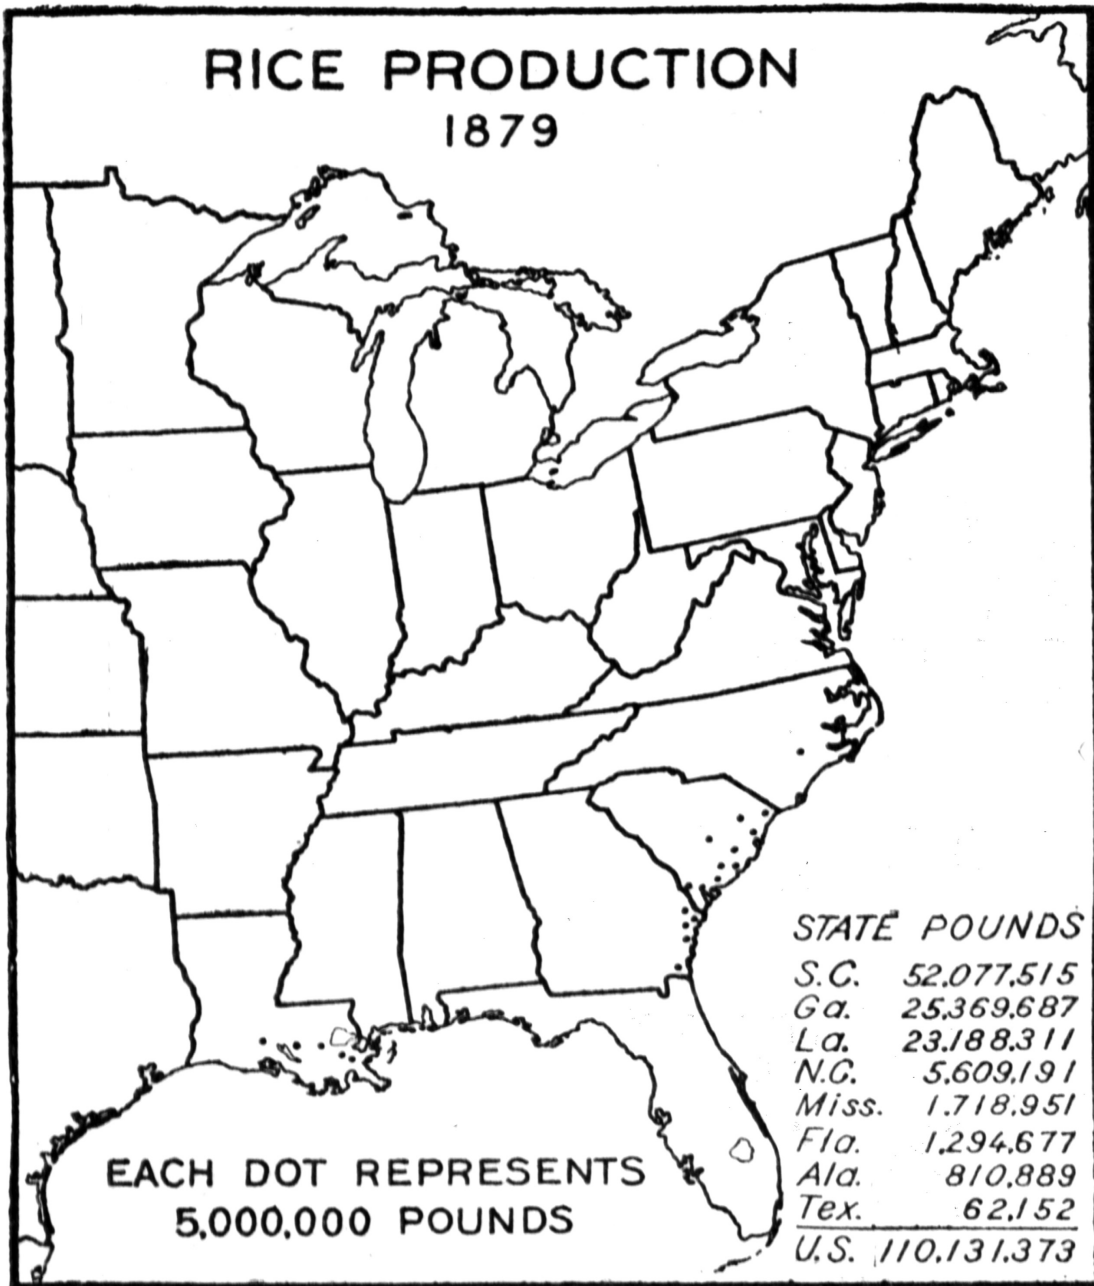 RICE PRODUCTION
1879
STATE POUNDS
S.C. 52,077,515
Ga. 25,369,687
La. 23,188,311
N.C. 5,609,191
Miss. 1,718,951
Fla. 1,294,677
Ala. 810,889
Tex. 62,152
U.S. 110,131,373
EACH DOT REPRESENTS
5,000,000 POUNDS